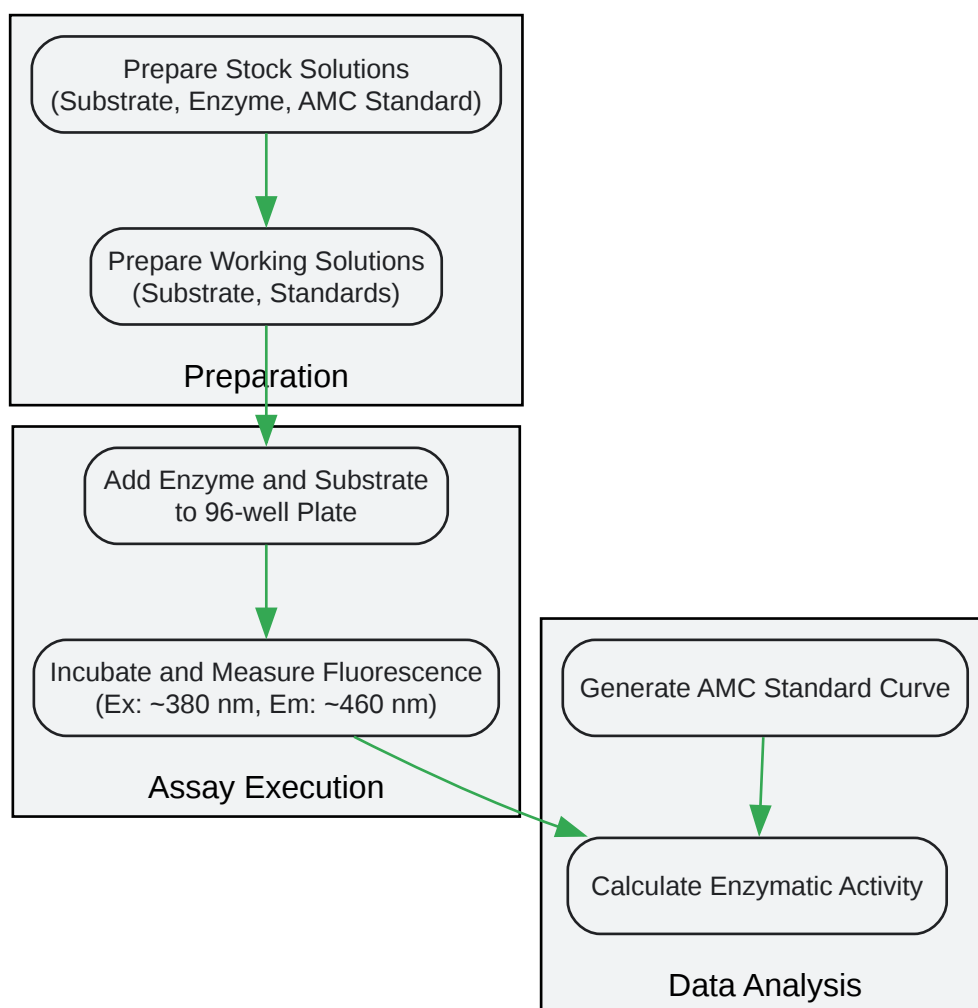 Prepare Stock Solutions
(Substrate, Enzyme, AMC Standard)
Prepare Working Solutions
(Substrate, Standards)
Preparation
Add Enzyme and Substrate
to 96-well Plate
Incubate and Measure Fluorescence
(Ex: ~380 nm, Em: ~460 nm)
Assay Execution
Generate AMC Standard Curve
Calculate Enzymatic Activity
Data Analysis